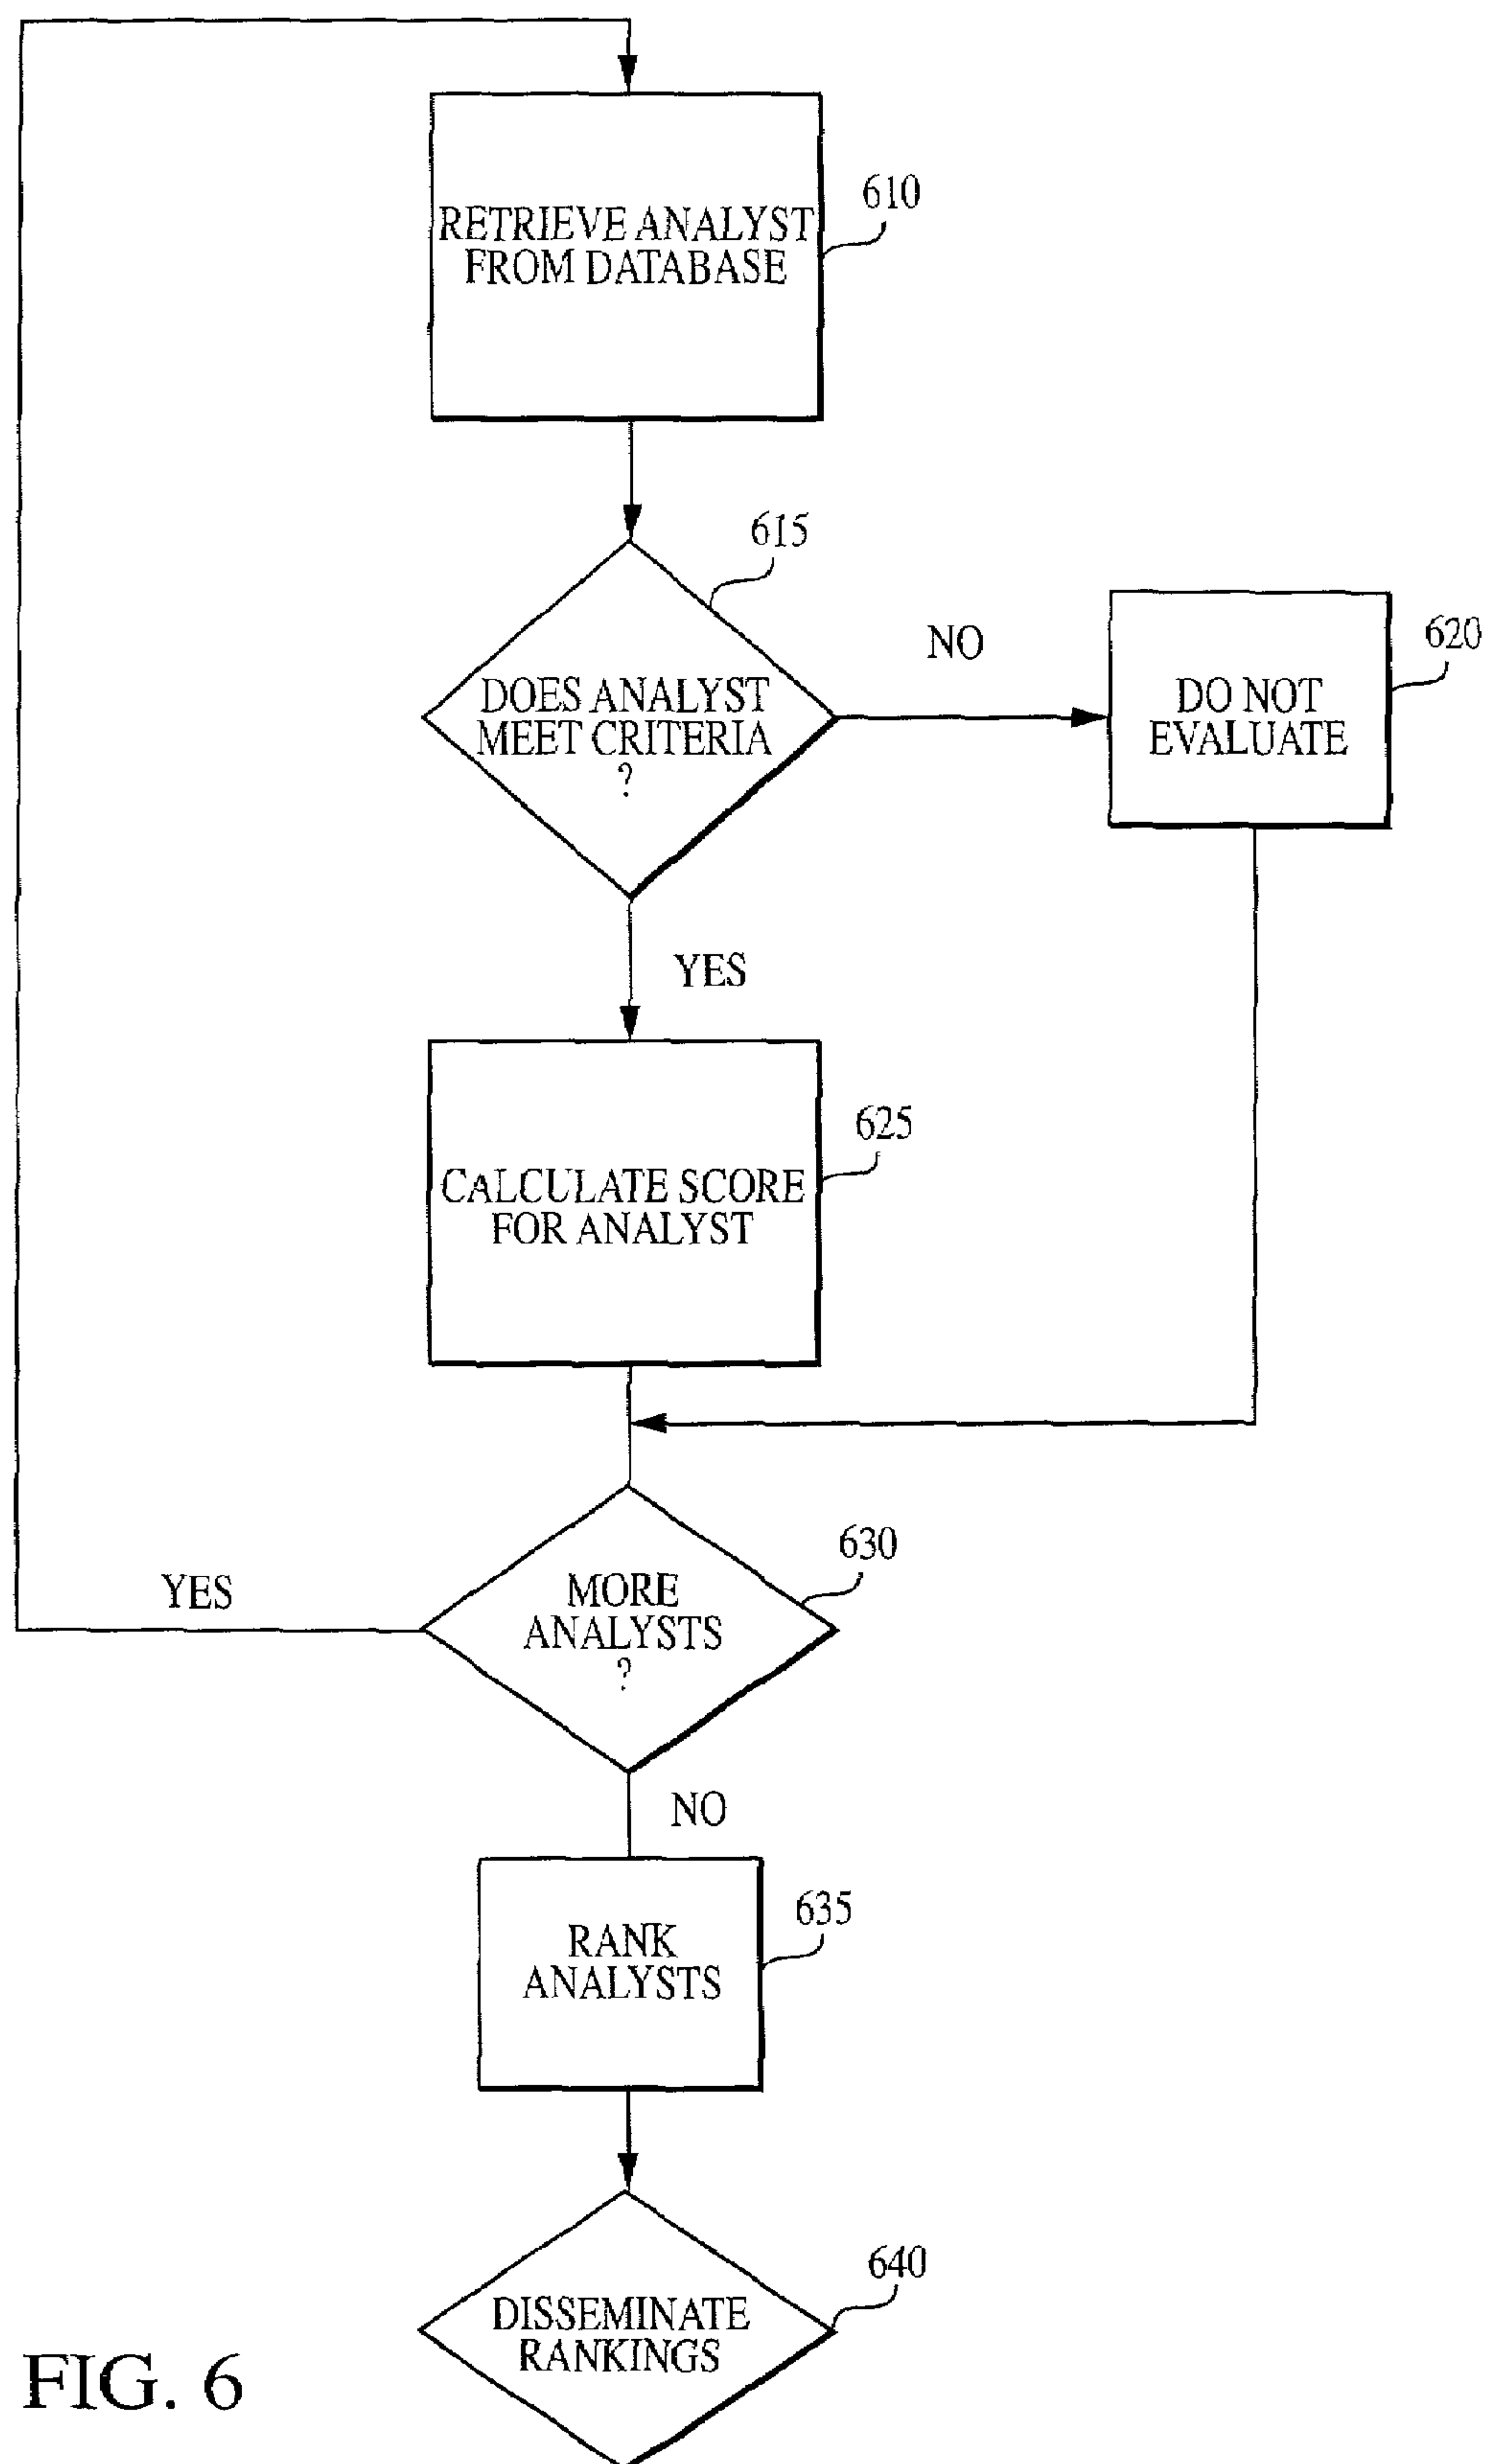 RETRIEVE ANALYST
FROM DATABASE
610
615
DOES ANALYST
MEET CRITERIA
?
NO
DO NOT
EVALUATE
620
YES
CALCULATE SCORE
FOR ANALYST
625
MORE
ANALYSTS
?
630
YES
NO
RANK
ANALYSTS
635
DISSEMINATE
RANKINGS
640
FIG. 6